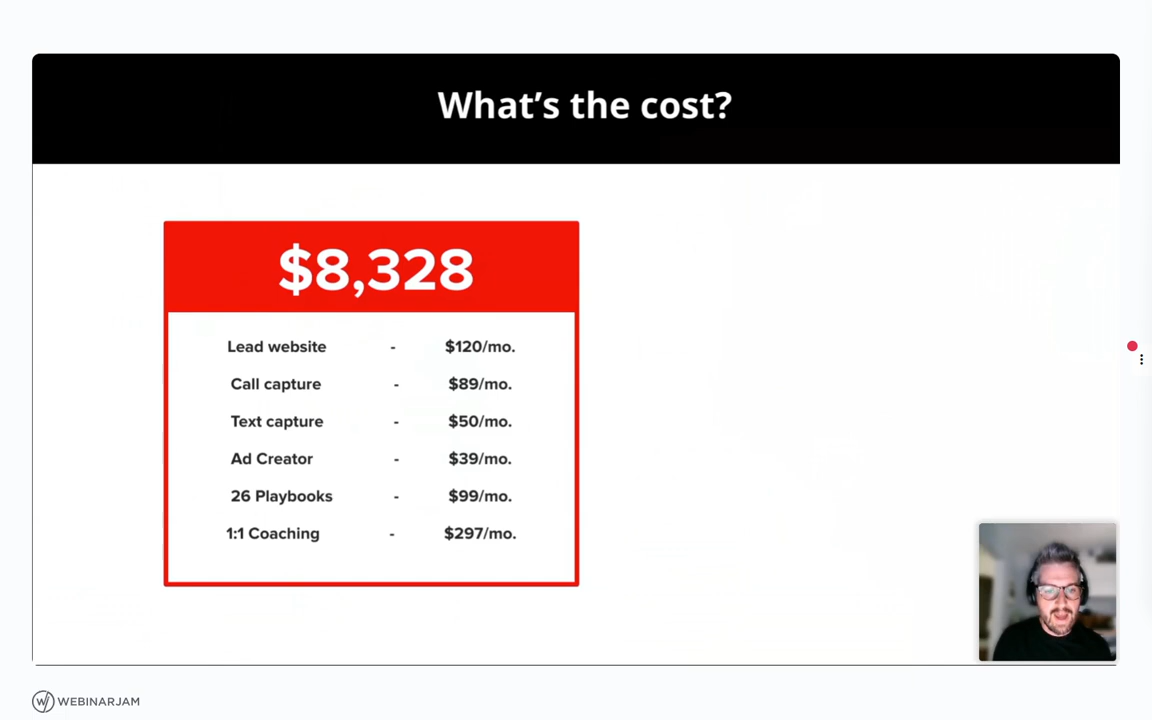 What’s the cost?
$8,328
Lead website - $120/mo.
Call capture - $89/mo.
Text capture - $50/mo.
Ad Creator - $39/mo.
26 Playbooks - $99/mo.
1:1 Coaching - $297/mo.
WEBINARJAM